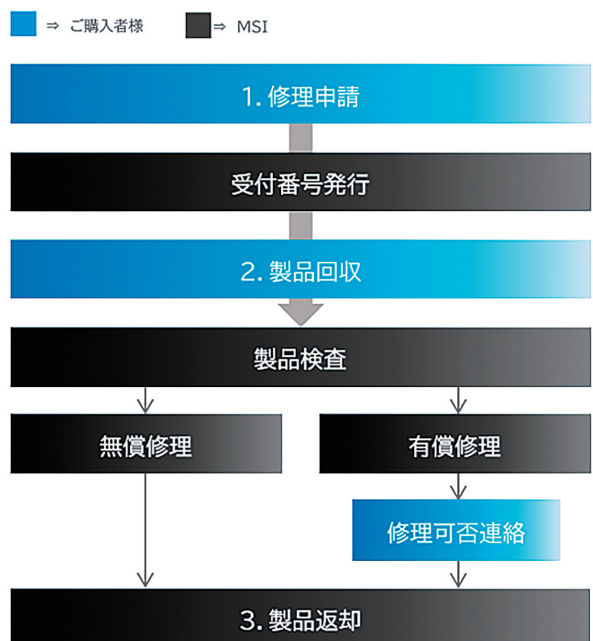 ⇒ ご購入者様 ⇒ MSI
1. 修理申請
受付番号発行
2. 製品回収
製品検査
無償修理 有償修理
修理可否連絡
3. 製品返却